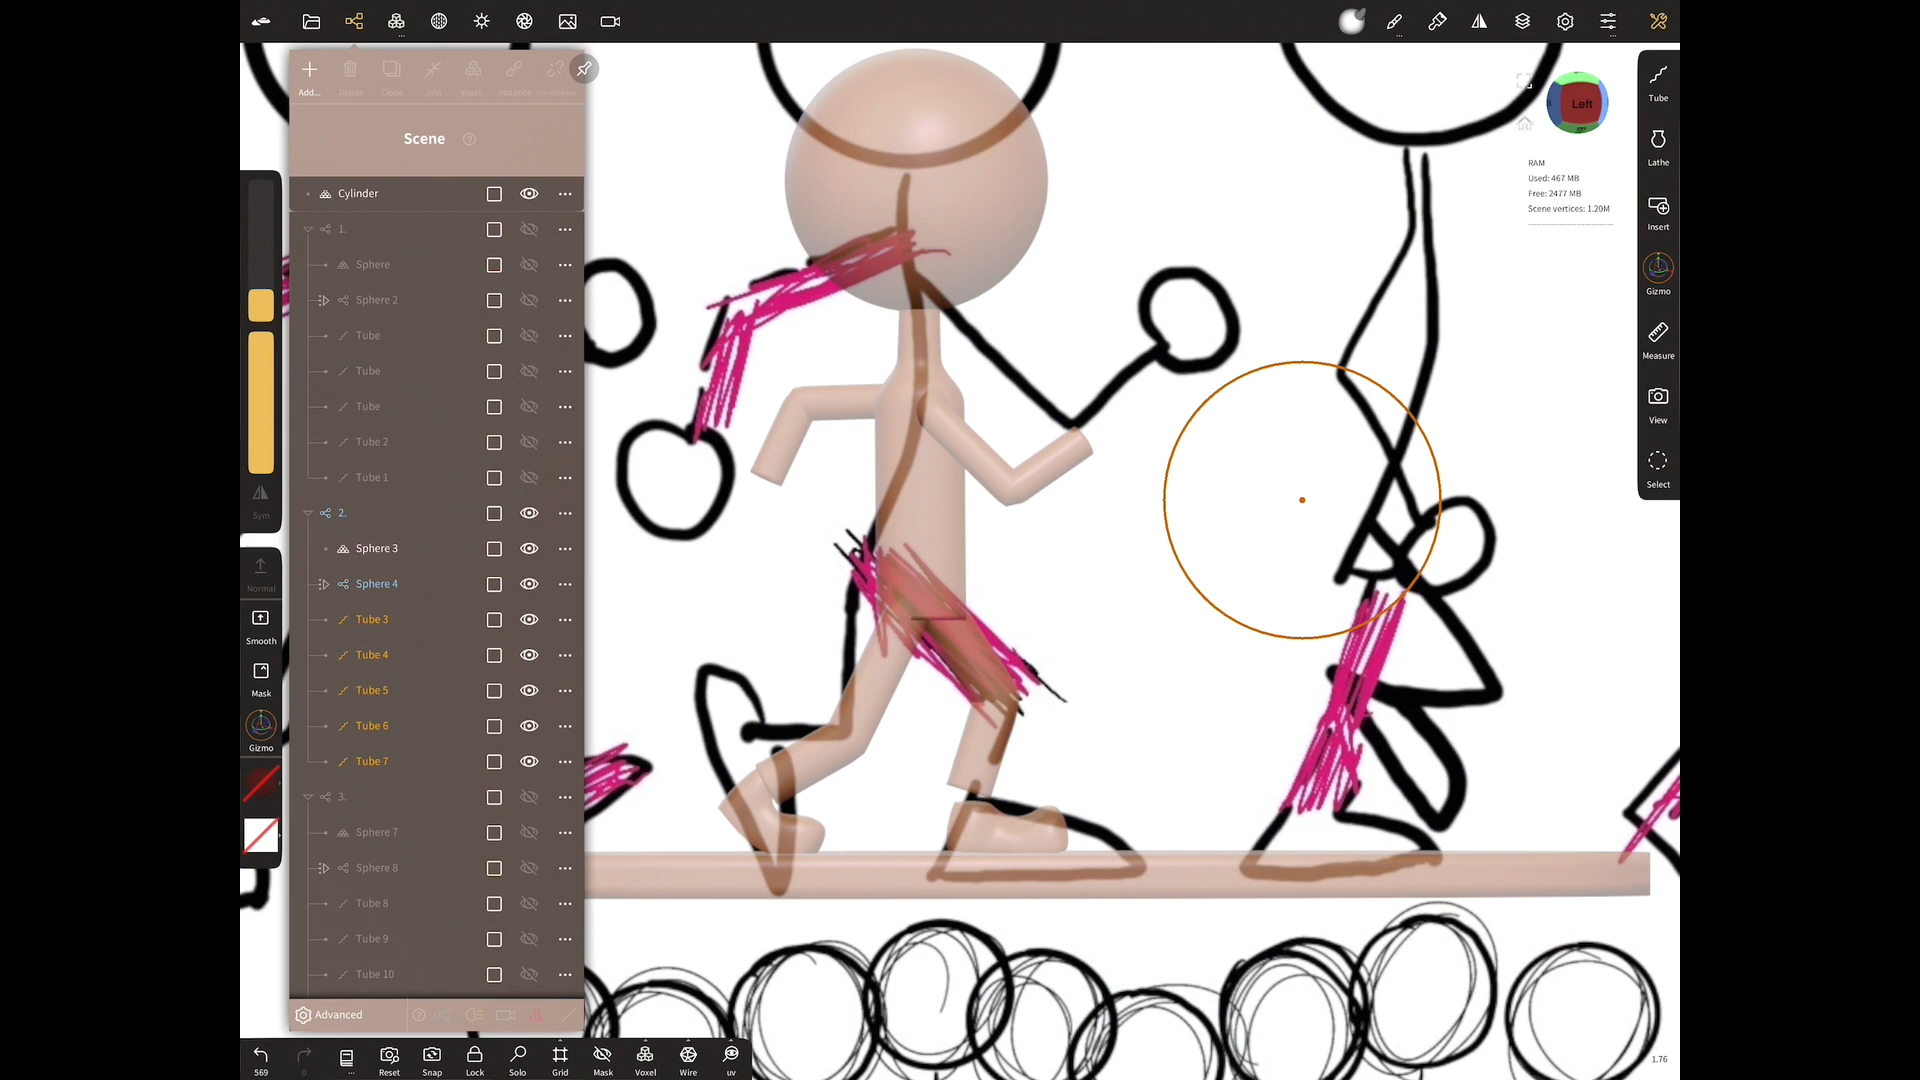 Add...
Delete
Clone
Join
Voxel...
Instance
Un-instance
Scene
Cylinder
1.
Sphere
Sphere 2
Tube
Tube
Tube
Tube 2
Tube 1
2.
Sphere 3
Sphere 4
Tube 3
Tube 4
Tube 5
Tube 6
Tube 7
3.
Sphere 7
Sphere 8
Tube 8
Tube 9
Tube 10
Advanced
Sym
Normal
Smooth
Mask
Gizmo
569
0
Reset
Snap
Lock
Solo
Grid
Mask
Voxel
Wire
uv
Left
RAM
Used: 467 MB
Free: 2477 MB
Scene vertices: 1.20M
Tube
Lathe
Insert
Gizmo
Measure
View
Select
1.76